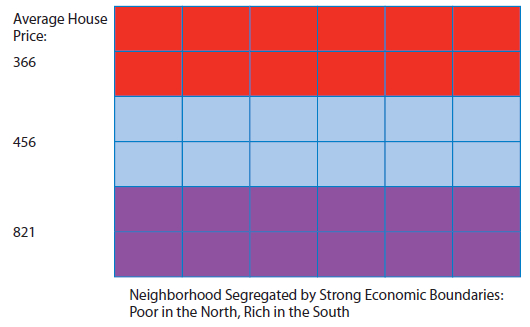 Average House
Price:
366
456
821
Neighborhood Segregated by Strong Economic Boundaries:
Poor in the North, Rich in the South